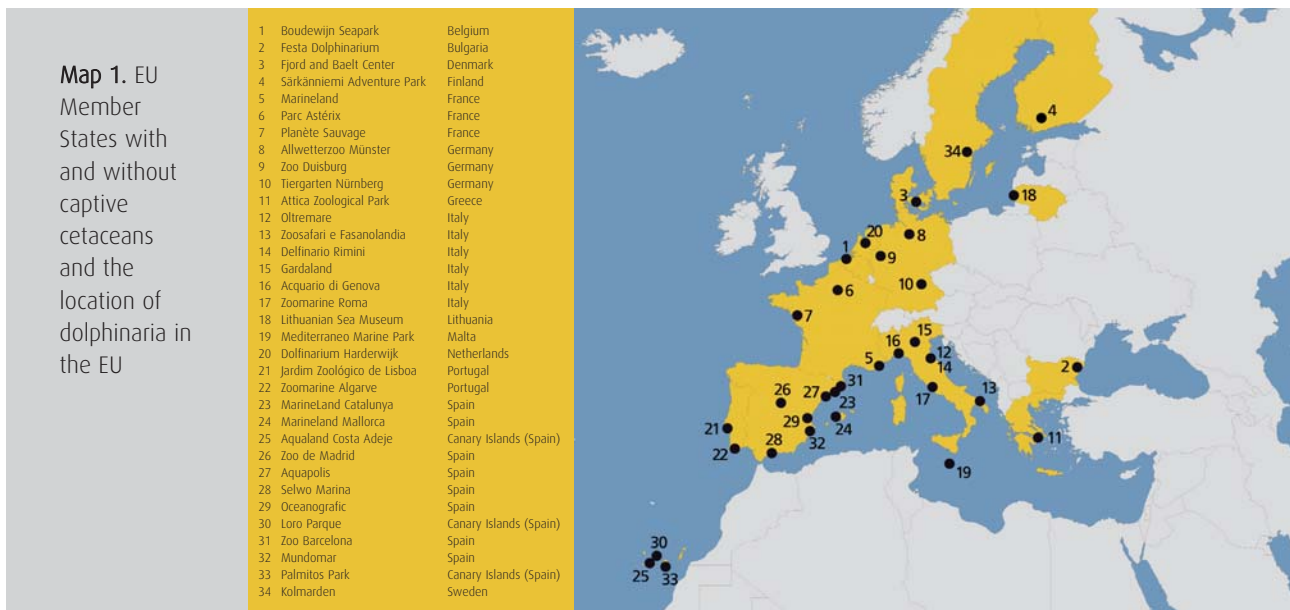 Map 1. EU
Member
States with
and without
captive
cetaceans
and the
location of
dolphinaria in
the EU
1 Boudewijn Seapark Belgium
2 Festa Dolphinarium Bulgaria
3 Fjord and Baelt Center Denmark
4 Särkänniemi Adventure Park Finland
5 Marineland France
6 Parc Astérix France
7 Planète Sauvage France
8 Allwetterzoo Münster Germany
9 Zoo Duisburg Germany
10 Tiergarten Nürnberg Germany
11 Attica Zoological Park Greece
12 Oltremare Italy
13 Zoosafari e Fasanolandia Italy
14 Delfinario Rimini Italy
15 Gardaland Italy
16 Acquario di Genova Italy
17 Zoomarine Roma Italy
18 Lithuanian Sea Museum Lithuania
19 Mediterraneo Marine Park Malta
20 Dolfinarium Harderwijk Netherlands
21 Jardim Zoológico de Lisboa Portugal
22 Zoomarine Algarve Portugal
23 MarineLand Catalunya Spain
24 Marineland Mallorca Spain
25 Aqualand Costa Adeje Canary Islands (Spain)
26 Zoo de Madrid Spain
27 Aquapolis Spain
28 Selwo Marina Spain
29 Oceanografic Spain
30 Loro Parque Canary Islands (Spain)
31 Zoo Barcelona Spain
32 Mundomar Spain
33 Palmitos Park Canary Islands (Spain)
34 Kolmarden Sweden
4
34
18
3
20
8
1
9
10
6
7
15
16
12
5
14
2
31
26
27
17
13
23
29
24
21
32
11
28
22
19
30
25
33